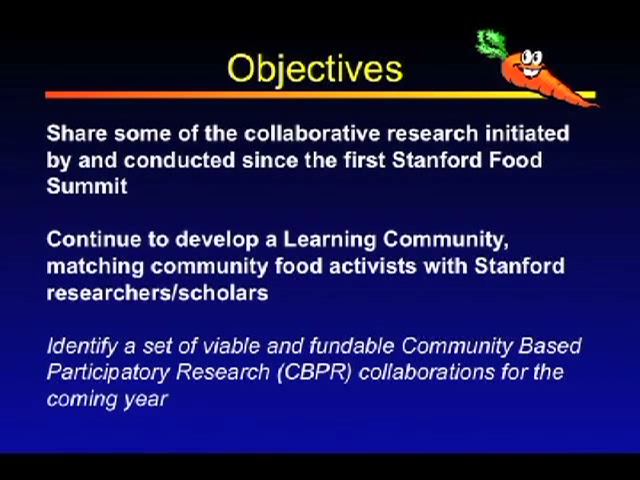 Objectives
Share some of the collaborative research initiated
by and conducted since the first Stanford Food
Summit
Continue to develop a Learning Community,
matching community food activists with Stanford
researchers/scholars
Identify a set of viable and fundable Community Based
Participatory Research (CBPR) collaborations for the
coming year